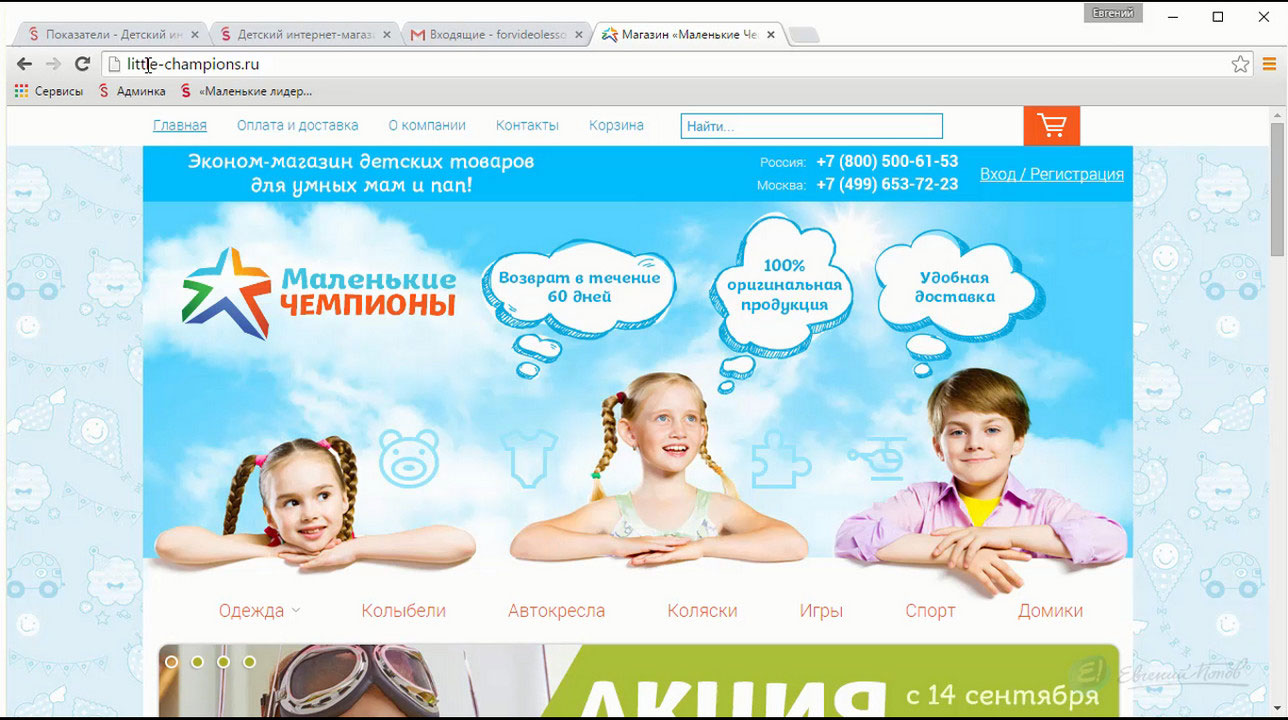 Евгений
Показатели - Детский ин
Детский интернет-магаз
Входящие - forvideolesso
Магазин «Маленькие Че
little-champions.ru
Сервисы
Админка
«Маленькие лидер...
Главная
Оплата и доставка
О компании
Контакты
Корзина
Найти...
Эконом-магазин детских товаров
для умных мам и пап!
Россия: +7 (800) 500-61-53
Москва: +7 (499) 653-72-23
Вход / Регистрация
Маленькие
ЧЕМПИОНЫ
Возврат в течение
60 дней
100%
оригинальная
продукция
Удобная
доставка
Одежда
Колыбели
Автокресла
Коляски
Игры
Спорт
Домики
АКЦИЯ
с 14 сентября
Е!
Евгений Попов